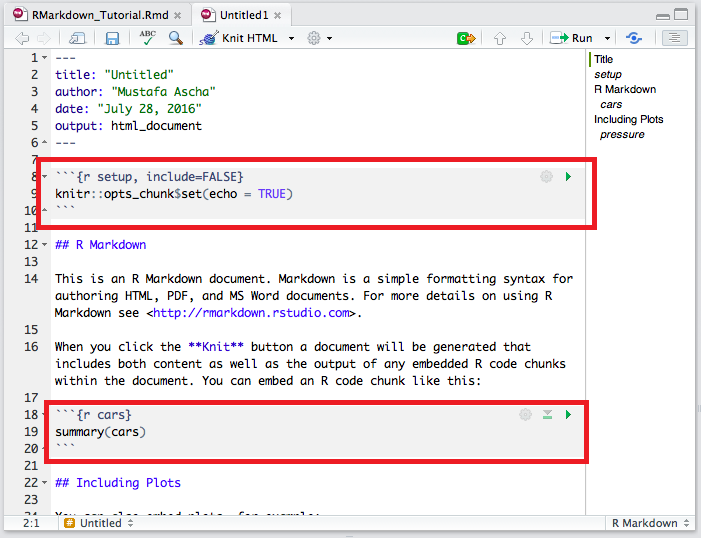 RMarkdown_Tutorial.Rmd
Untitled1
ABC
Knit HTML
C
Run
1 ---
2 title: "Untitled"
3 author: "Mustafa Ascha"
4 date: "July 28, 2016"
5 output: html_document
6 ---
7
8 ```{r setup, include=FALSE}
9 knitr::opts_chunk$set(echo = TRUE)
10 ```
11
12 ## R Markdown
13
14 This is an R Markdown document. Markdown is a simple formatting syntax for
authoring HTML, PDF, and MS Word documents. For more details on using R
Markdown see <http://rmarkdown.rstudio.com>.
15
16 When you click the **Knit** button a document will be generated that
includes both content as well as the output of any embedded R code chunks
within the document. You can embed an R code chunk like this:
17
18 ```{r cars}
19 summary(cars)
20 ```
21
22 ## Including Plots
23
Title
setup
R Markdown
cars
Including Plots
pressure
2:1
# Untitled
R Markdown